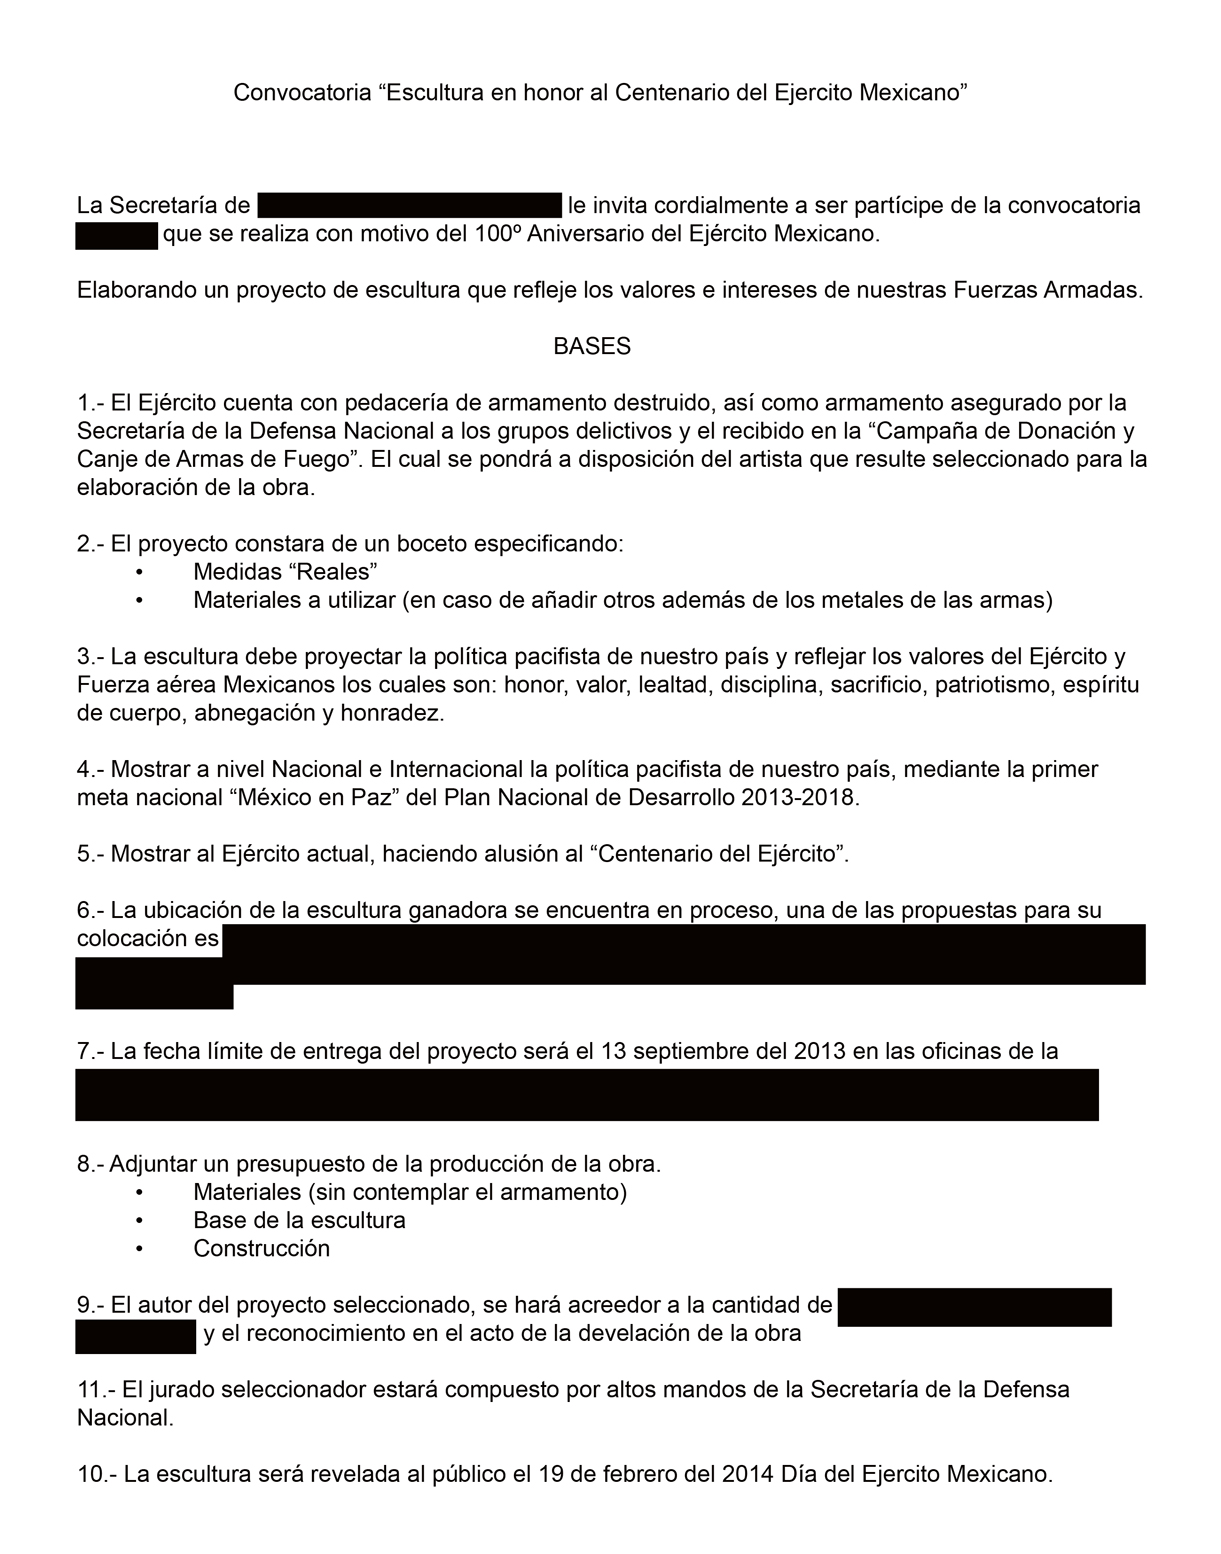 Convocatoria “Escultura en honor al Centenario del Ejercito Mexicano”
La Secretaría de le invita cordialmente a ser partícipe de la convocatoria
que se realiza con motivo del 100º Aniversario del Ejército Mexicano.
Elaborando un proyecto de escultura que refleje los valores e intereses de nuestras Fuerzas Armadas.
BASES
1.- El Ejército cuenta con pedacería de armamento destruido, así como armamento asegurado por la
Secretaría de la Defensa Nacional a los grupos delictivos y el recibido en la “Campaña de Donación y
Canje de Armas de Fuego”. El cual se pondrá a disposición del artista que resulte seleccionado para la
elaboración de la obra.
2.- El proyecto constara de un boceto especificando:
• Medidas “Reales”
• Materiales a utilizar (en caso de añadir otros además de los metales de las armas)
3.- La escultura debe proyectar la política pacifista de nuestro país y reflejar los valores del Ejército y
Fuerza aérea Mexicanos los cuales son: honor, valor, lealtad, disciplina, sacrificio, patriotismo, espíritu
de cuerpo, abnegación y honradez.
4.- Mostrar a nivel Nacional e Internacional la política pacifista de nuestro país, mediante la primer
meta nacional “México en Paz” del Plan Nacional de Desarrollo 2013-2018.
5.- Mostrar al Ejército actual, haciendo alusión al “Centenario del Ejército”.
6.- La ubicación de la escultura ganadora se encuentra en proceso, una de las propuestas para su
colocación es
7.- La fecha límite de entrega del proyecto será el 13 septiembre del 2013 en las oficinas de la
8.- Adjuntar un presupuesto de la producción de la obra.
• Materiales (sin contemplar el armamento)
• Base de la escultura
• Construcción
9.- El autor del proyecto seleccionado, se hará acreedor a la cantidad de
y el reconocimiento en el acto de la develación de la obra
11.- El jurado seleccionador estará compuesto por altos mandos de la Secretaría de la Defensa
Nacional.
10.- La escultura será revelada al público el 19 de febrero del 2014 Día del Ejercito Mexicano.